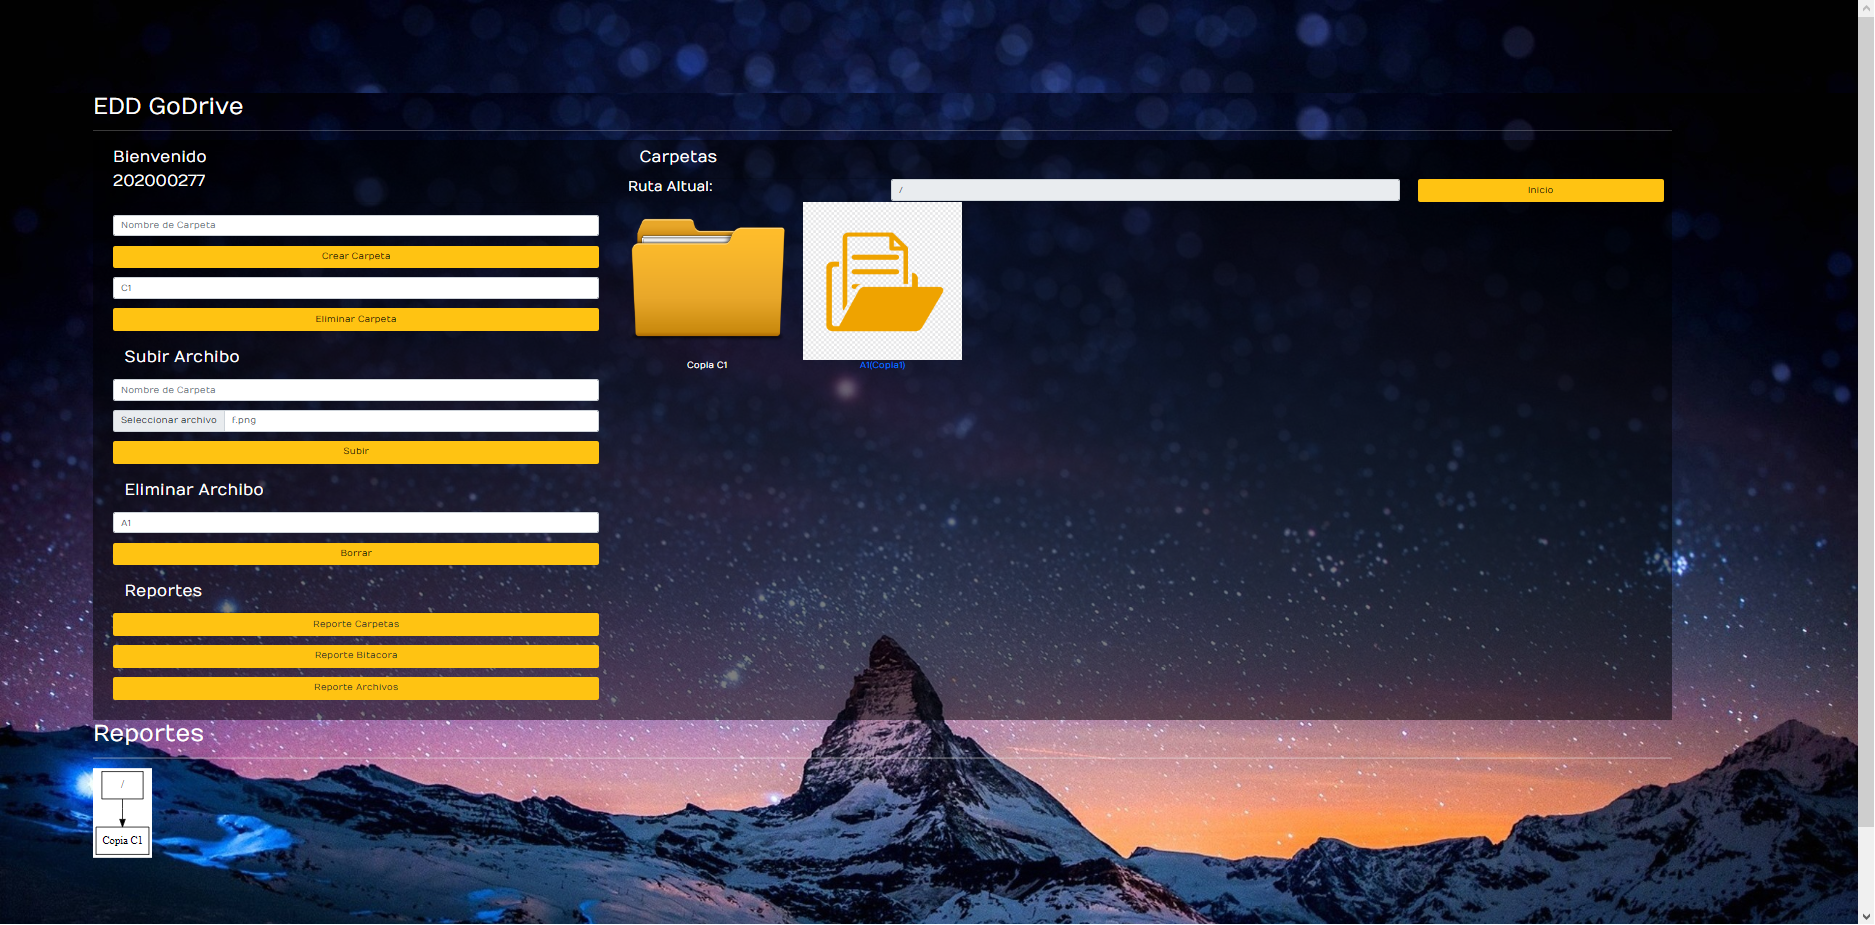 EDD GoDrive
Bienvenido
202000277
Nombre de Carpeta
Crear Carpeta
C1
Eliminar Carpeta
Subir Archibo
Nombre de Carpeta
Seleccionar archivo f.png
Subir
Eliminar Archibo
A1
Borrar
Reportes
Reporte Carpetas
Reporte Bitacora
Reporte Archivos
Carpetas
Ruta Altual: / Inicio
Copia C1 A1(Copia1)
Reportes
/
Copia C1